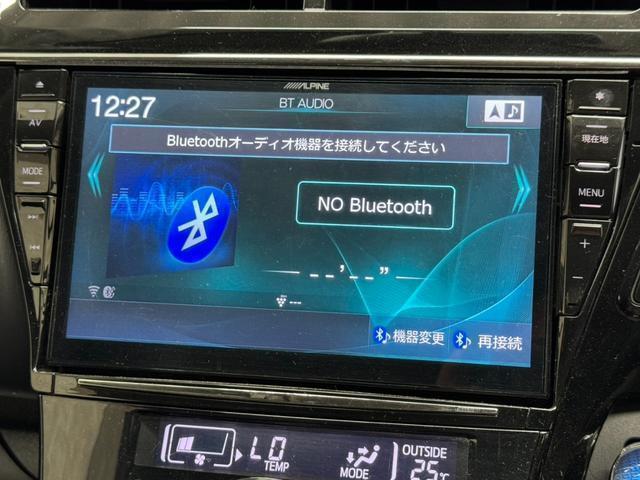 ALPINE
12:27
BT AUDIO
Bluetoothオーディオ機器を接続してください
NO Bluetooth
--'--"
---
機器変更
再接続
AV
MODE
現在地
MENU
+
−
LO
TEMP
MODE
OUTSIDE
25℃